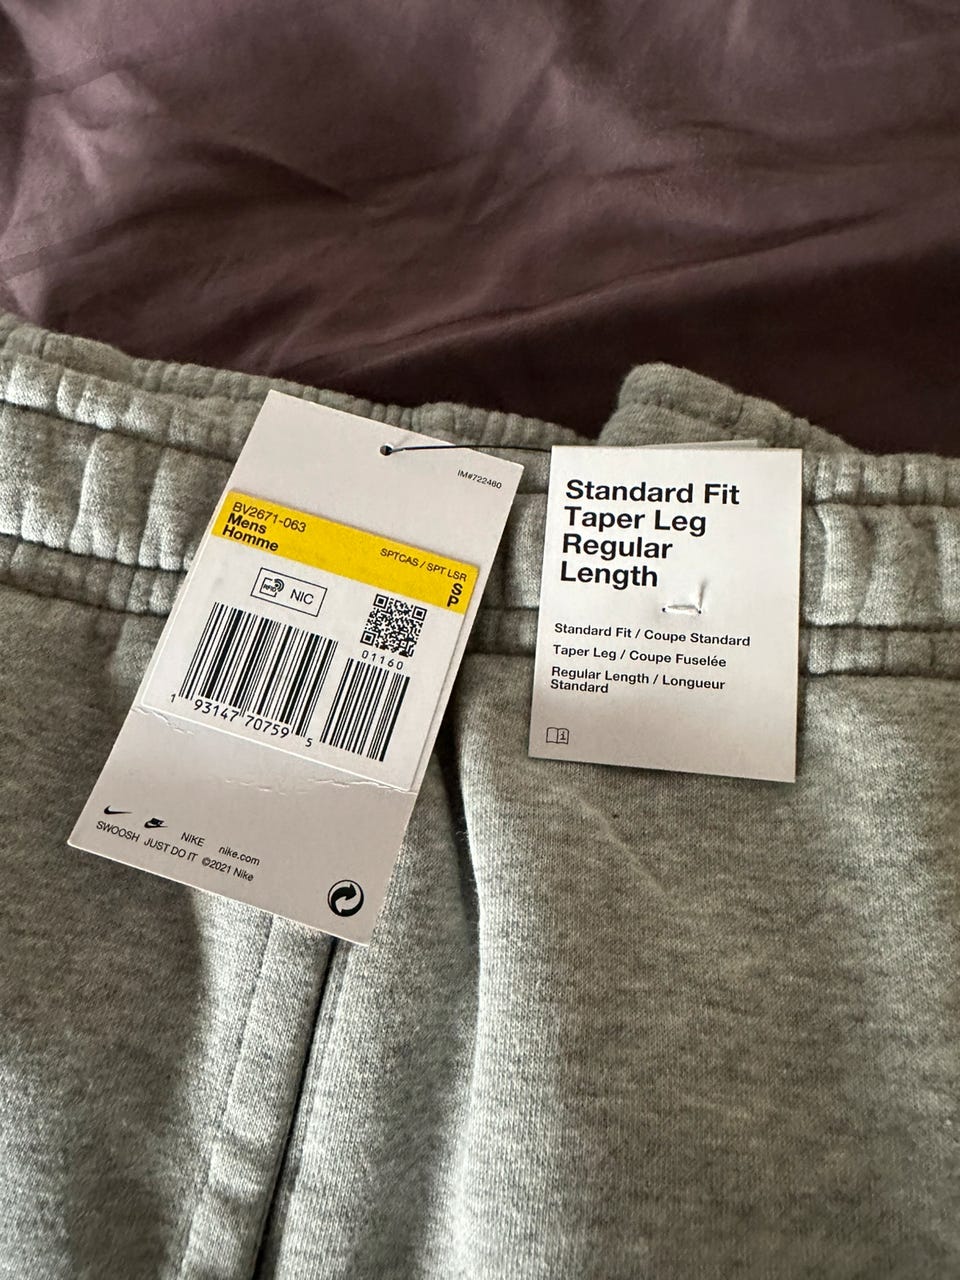 IM#722460
BV2671-063
Mens
Homme
SPTCAS / SPT LSR
S
P
RFID
NIC
01160
1 93147 70759 5
NIKE nike.com
SWOOSH JUST DO IT ©2021 Nike
Standard Fit
Taper Leg
Regular
Length
Standard Fit / Coupe Standard
Taper Leg / Coupe Fuselée
Regular Length / Longueur
Standard
i